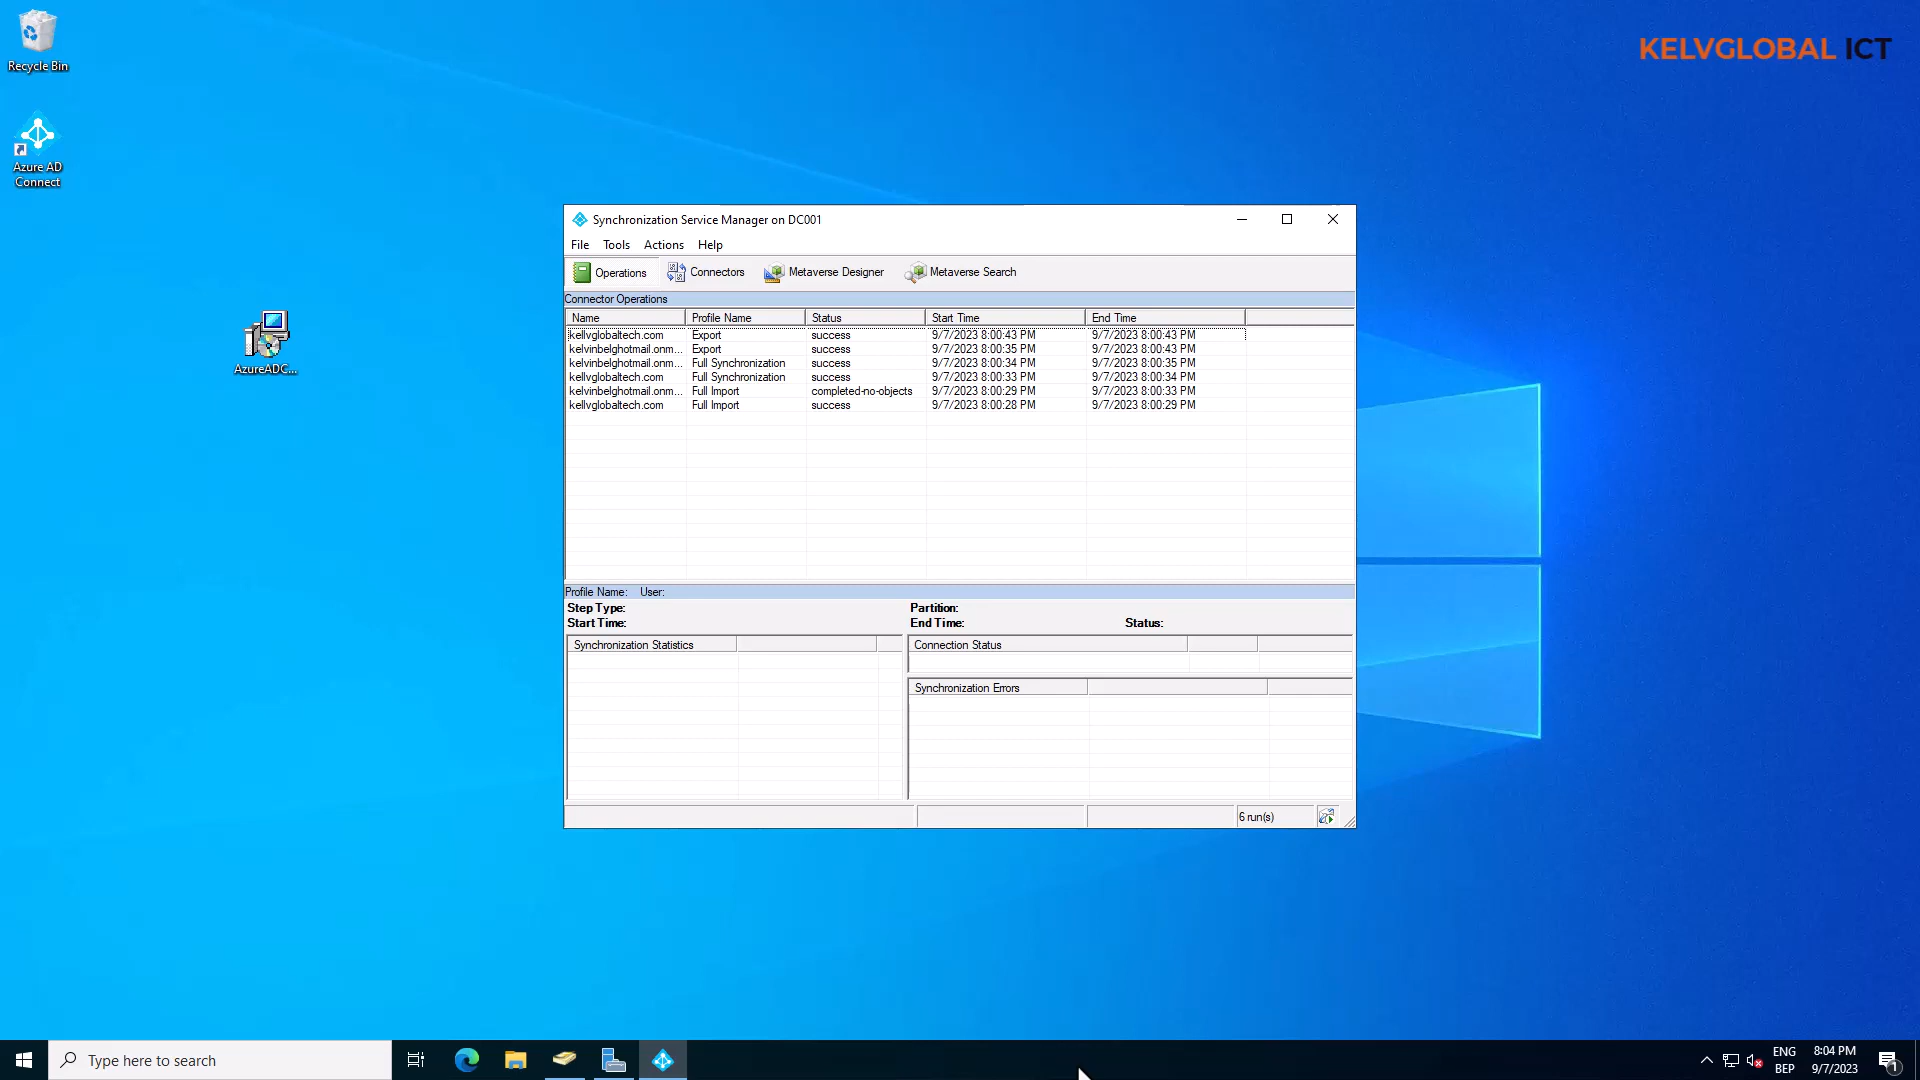 Recycle Bin
KELVGLOBAL ICT
Azure AD
Connect
AzureADC...
Synchronization Service Manager on DC001
File Tools Actions Help
Operations Connectors Metaverse Designer Metaverse Search
Connector Operations
Name Profile Name Status Start Time End Time
kellvglobaltech.com Export success 9/7/2023 8:00:43 PM 9/7/2023 8:00:43 PM
kelvinbelghotmail.onm... Export success 9/7/2023 8:00:35 PM 9/7/2023 8:00:43 PM
kelvinbelghotmail.onm... Full Synchronization success 9/7/2023 8:00:34 PM 9/7/2023 8:00:35 PM
kellvglobaltech.com Full Synchronization success 9/7/2023 8:00:33 PM 9/7/2023 8:00:34 PM
kelvinbelghotmail.onm... Full Import completed-no-objects 9/7/2023 8:00:29 PM 9/7/2023 8:00:33 PM
kellvglobaltech.com Full Import success 9/7/2023 8:00:28 PM 9/7/2023 8:00:29 PM
Profile Name: User:
Step Type: Partition:
Start Time: End Time: Status:
Synchronization Statistics Connection Status
Synchronization Errors
6 run(s)
Type here to search
ENG 8:04 PM
BEP 9/7/2023
1